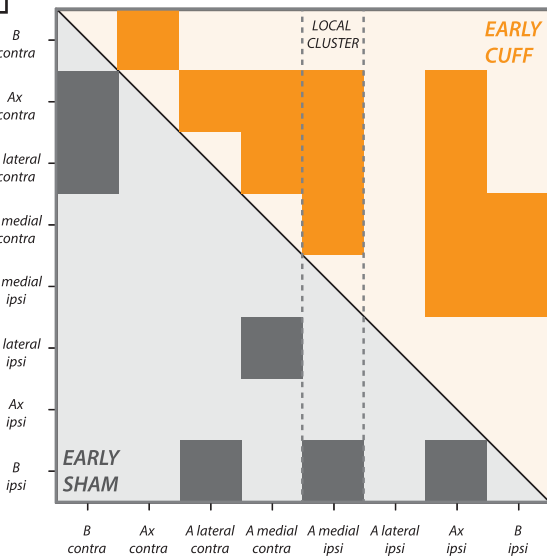 LOCAL
CLUSTER
EARLY
CUFF
B
contra
Ax
contra
lateral
contra
medial
contra
medial
ipsi
lateral
ipsi
Ax
ipsi
B
ipsi
EARLY
SHAM
B Ax A lateral A medial A medial A lateral Ax B
contra contra contra contra ipsi ipsi ipsi ipsi